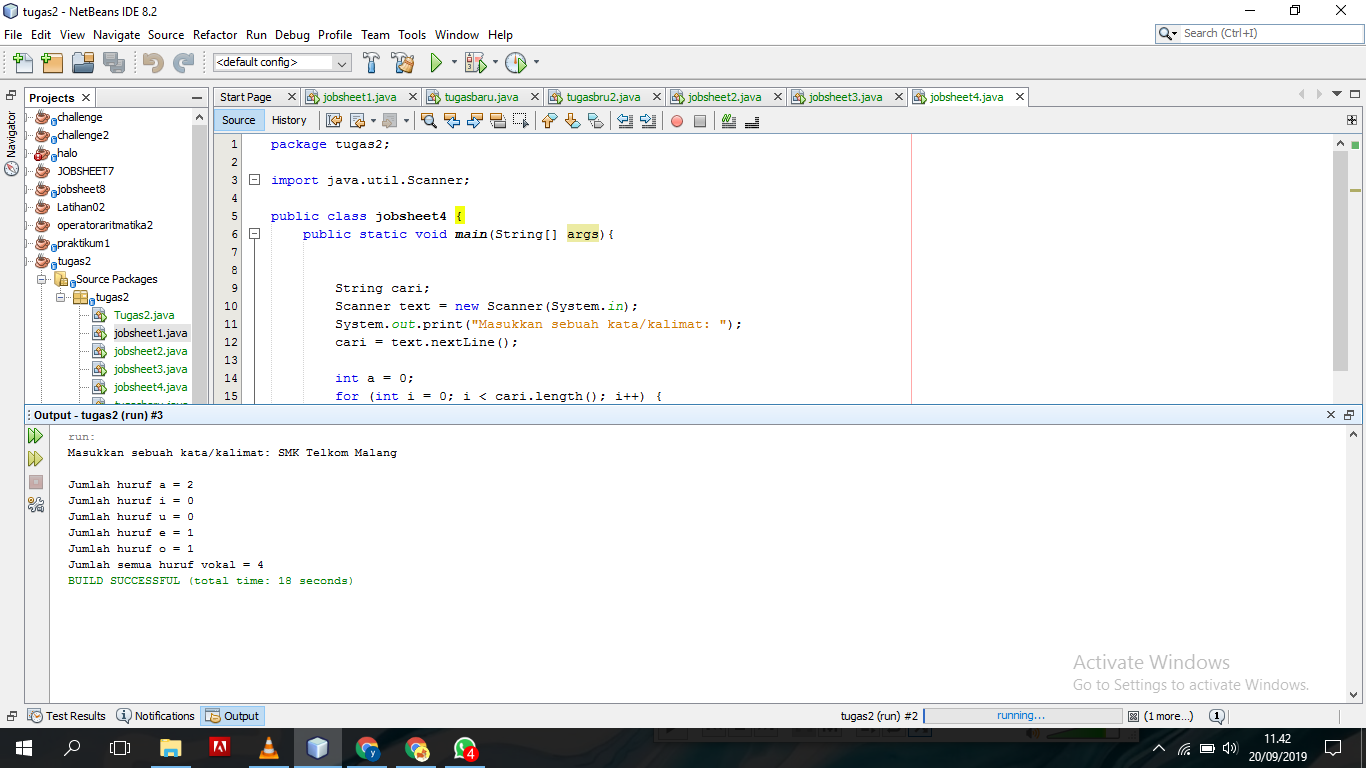 tugas2 - NetBeans IDE 8.2
File Edit View Navigate Source Refactor Run Debug Profile Team Tools Window Help
Search (Ctrl+I)
<default config>
Projects
Start Page jobsheet1.java tugasbaru.java tugasbru2.java jobsheet2.java jobsheet3.java jobsheet4.java
Navigator
Source History
challenge
challenge2
halo
JOBSHEET7
jobsheet8
Latihan02
operatoraritmatika2
praktikum1
tugas2
Source Packages
tugas2
Tugas2.java
jobsheet1.java
jobsheet2.java
jobsheet3.java
jobsheet4.java
tugasbaru.java
1 package tugas2;
2
3 import java.util.Scanner;
4
5 public class jobsheet4 {
6 public static void main(String[] args){
7
8
9 String cari;
10 Scanner text = new Scanner(System.in);
11 System.out.print("Masukkan sebuah kata/kalimat: ");
12 cari = text.nextLine();
13
14 int a = 0;
15 for (int i = 0; i < cari.length(); i++) {
Output - tugas2 (run) #3
run:
Masukkan sebuah kata/kalimat: SMK Telkom Malang
Jumlah huruf a = 2
Jumlah huruf i = 0
Jumlah huruf u = 0
Jumlah huruf e = 1
Jumlah huruf o = 1
Jumlah semua huruf vokal = 4
BUILD SUCCESSFUL (total time: 18 seconds)
Activate Windows
Go to Settings to activate Windows.
Test Results Notifications Output
tugas2 (run) #2 running... (1 more...) 1
4
11.42
20/09/2019